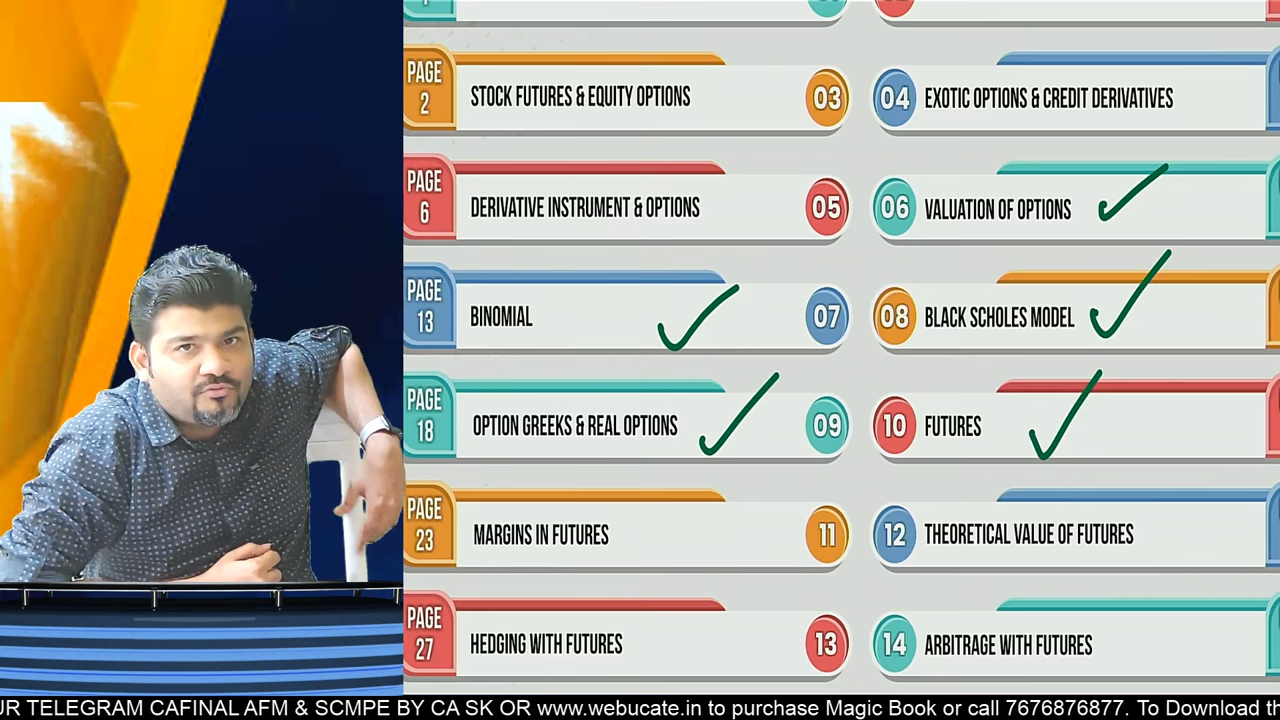 PAGE
2
STOCK FUTURES & EQUITY OPTIONS
03
04
EXOTIC OPTIONS & CREDIT DERIVATIVES
PAGE
6
DERIVATIVE INSTRUMENT & OPTIONS
05
06
VALUATION OF OPTIONS
PAGE
13
BINOMIAL
07
08
BLACK SCHOLES MODEL
PAGE
18
OPTION GREEKS & REAL OPTIONS
09
10
FUTURES
PAGE
23
MARGINS IN FUTURES
11
12
THEORETICAL VALUE OF FUTURES
PAGE
27
HEDGING WITH FUTURES
13
14
ARBITRAGE WITH FUTURES
UR TELEGRAM CAFINAL AFM & SCMPE BY CA SK OR www.webucate.in to purchase Magic Book or call 7676876877. To Download th